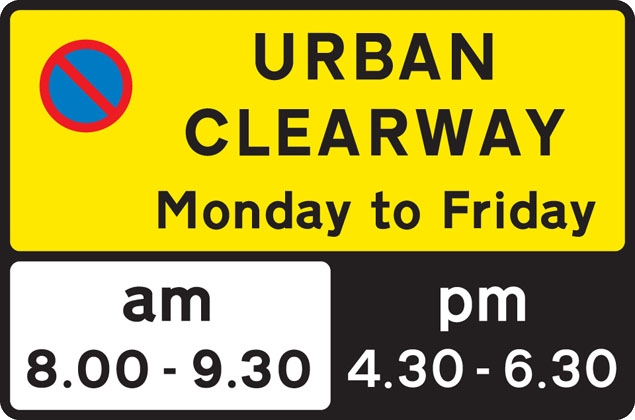 URBAN
CLEARWAY
Monday to Friday
am
8.00 - 9.30
pm
4.30 - 6.30